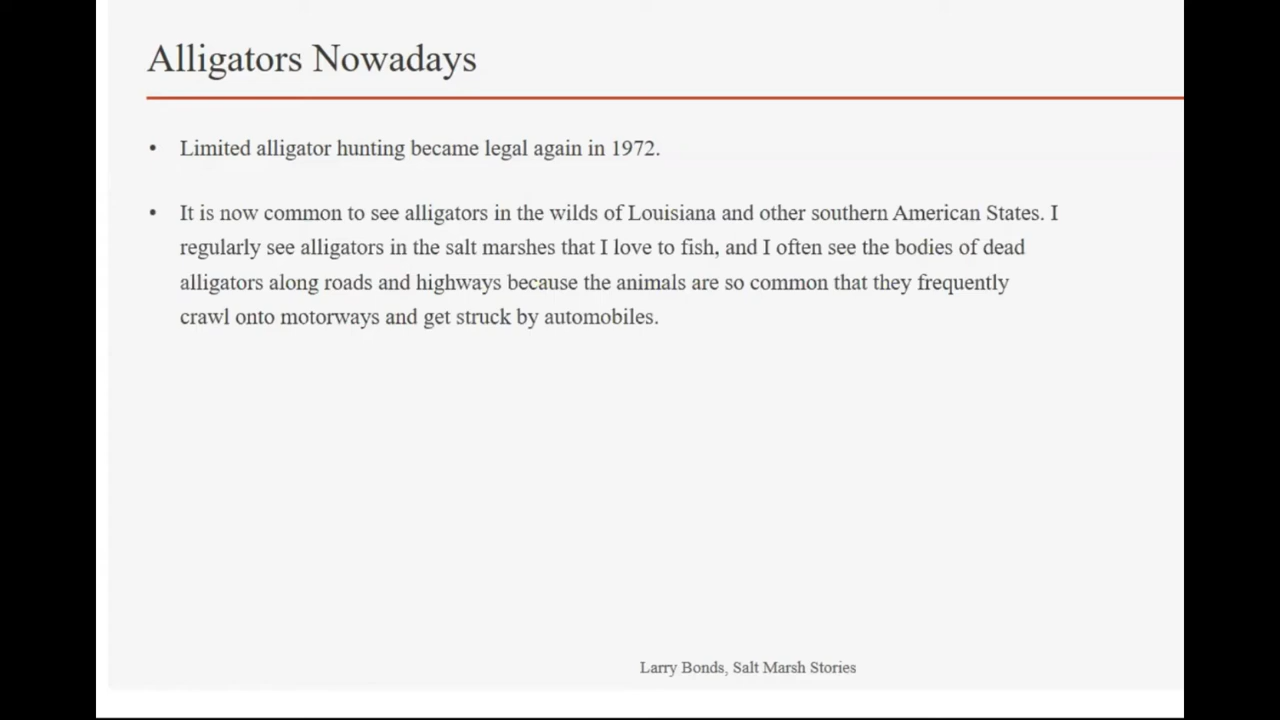 Alligators Nowadays
• Limited alligator hunting became legal again in 1972.
• It is now common to see alligators in the wilds of Louisiana and other southern American States. I
regularly see alligators in the salt marshes that I love to fish, and I often see the bodies of dead
alligators along roads and highways because the animals are so common that they frequently
crawl onto motorways and get struck by automobiles.
Larry Bonds, Salt Marsh Stories